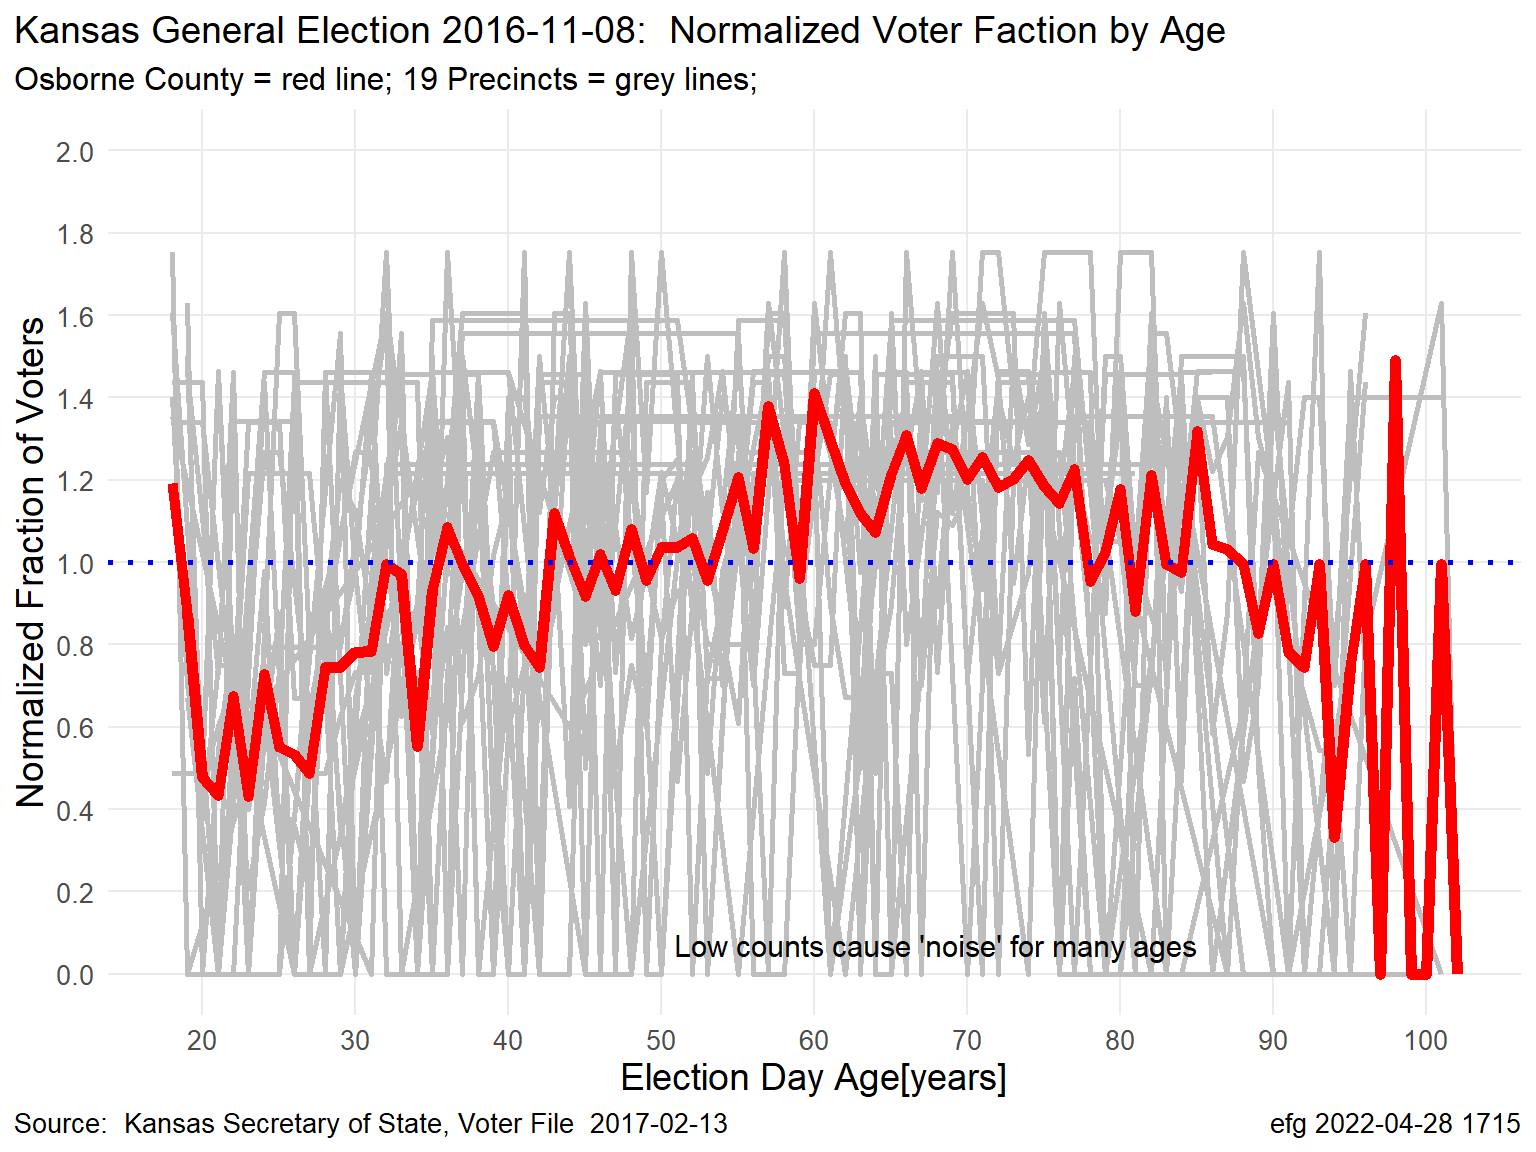 Kansas General Election 2016-11-08:  Normalized Voter Faction by Age
Osborne County = red line; 19 Precincts = grey lines;
Normalized Fraction of Voters
2.0
1.8
1.6
1.4
1.2
1.0
0.8
0.6
0.4
0.2
0.0
Low counts cause 'noise' for many ages
20 30 40 50 60 70 80 90 100
Election Day Age[years]
Source:  Kansas Secretary of State, Voter File  2017-02-13
efg 2022-04-28 1715